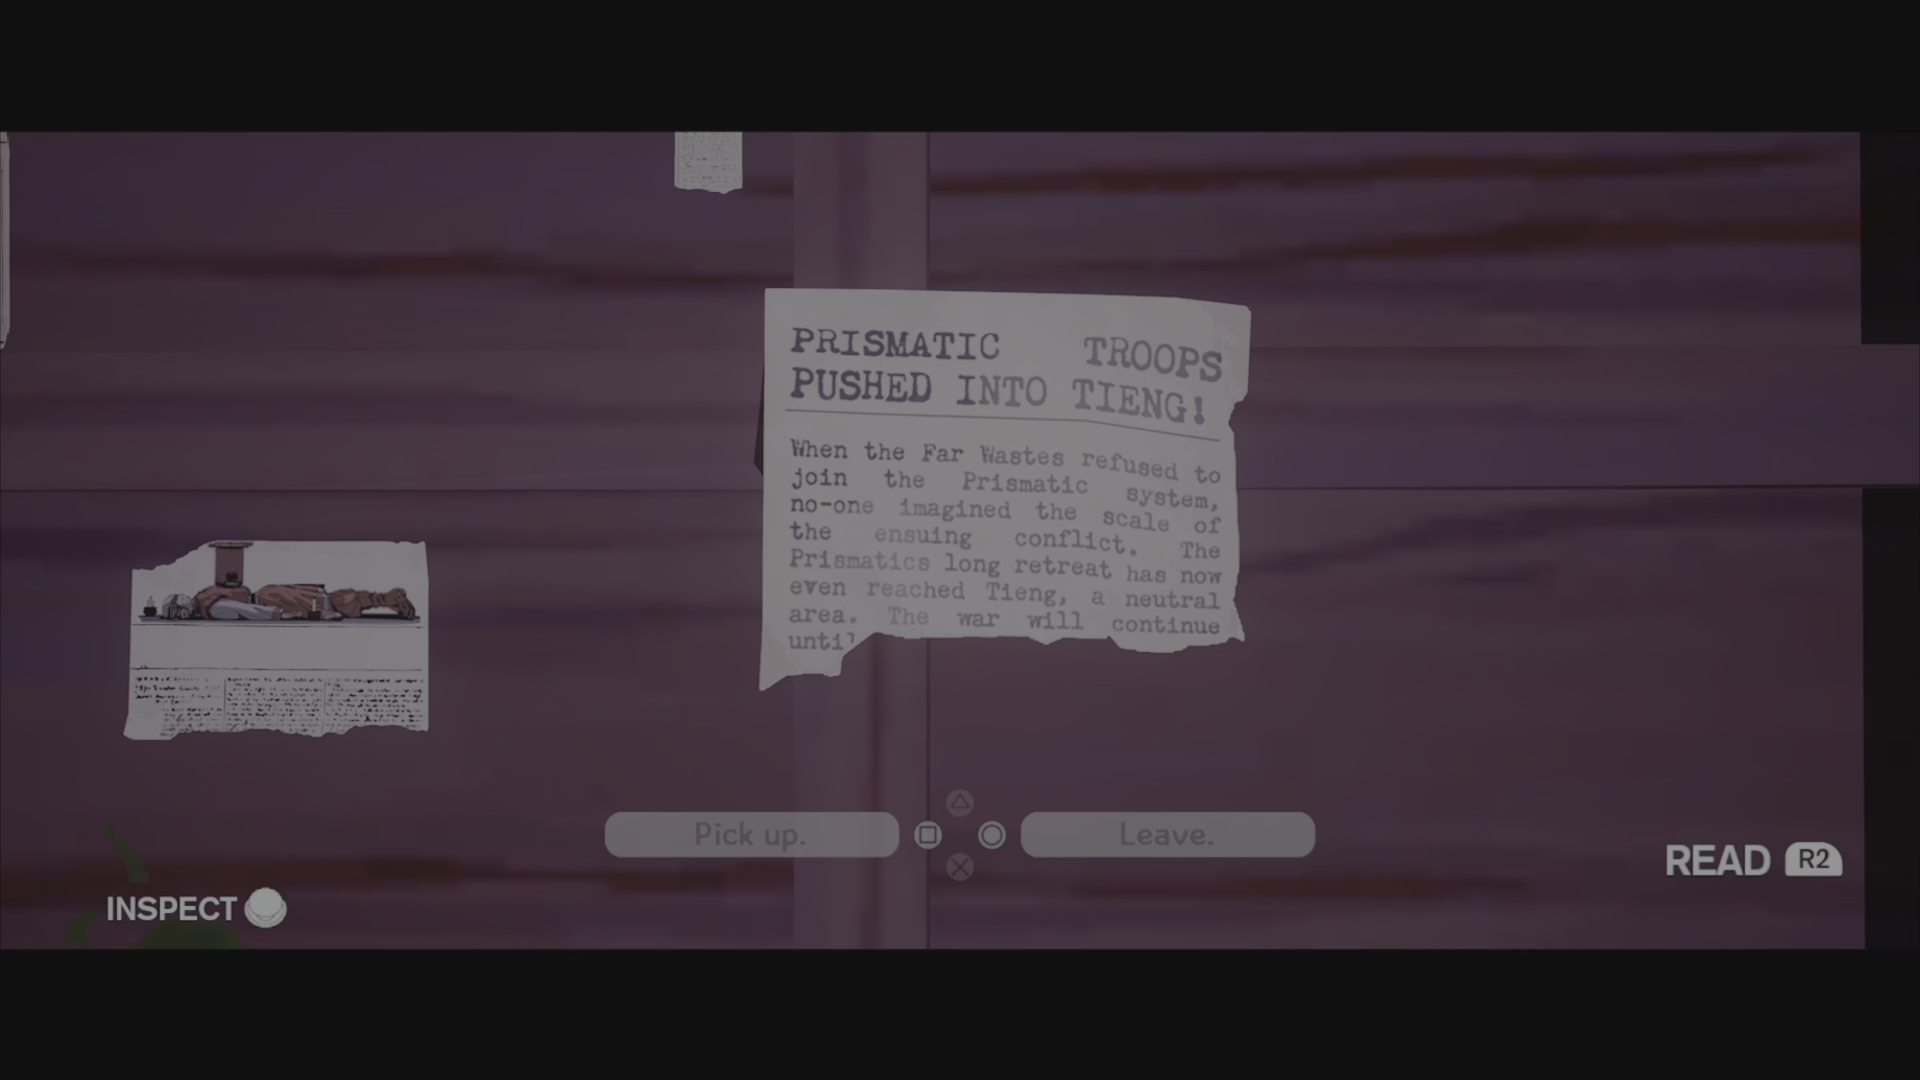 PRISMATIC TROOPS
PUSHED INTO TIENG!
When the Far Wastes refused to
join the Prismatic system,
no-one imagined the scale of
the ensuing conflict. The
Prismatics long retreat has now
even reached Tieng, a neutral
area. The war will continue
until
Pick up.
Leave.
READ R2
INSPECT